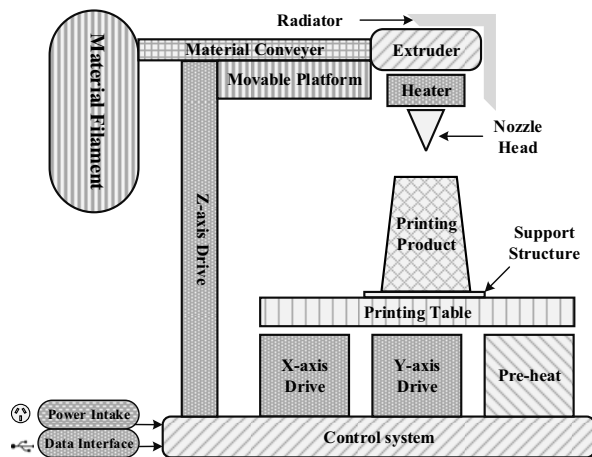 Radiator
Extruder
Material Conveyer
Material Filament
Movable Platform
Heater
Nozzle
Head
Z-axis Drive
Printing
Product
Support
Structure
Printing Table
X-axis
Drive
Y-axis
Drive
Pre-heat
Power Intake
Data Interface
Control system